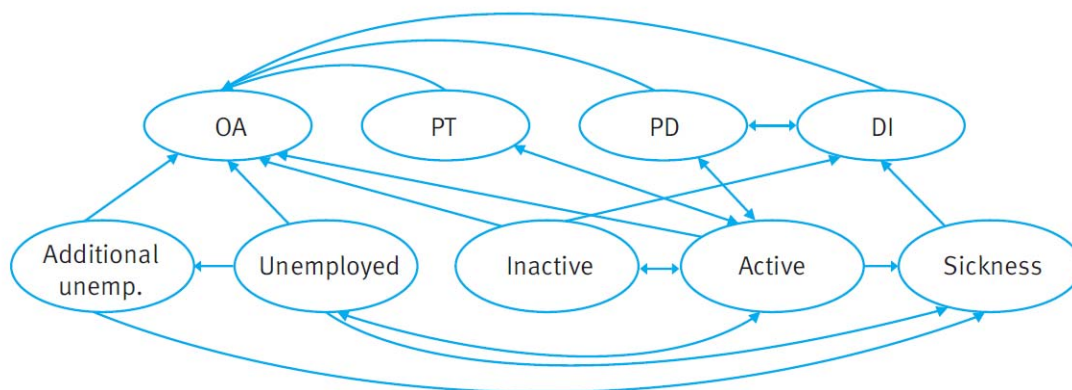 OA
PT
PD
DI
Additional
unemp.
Unemployed
Inactive
Active
Sickness